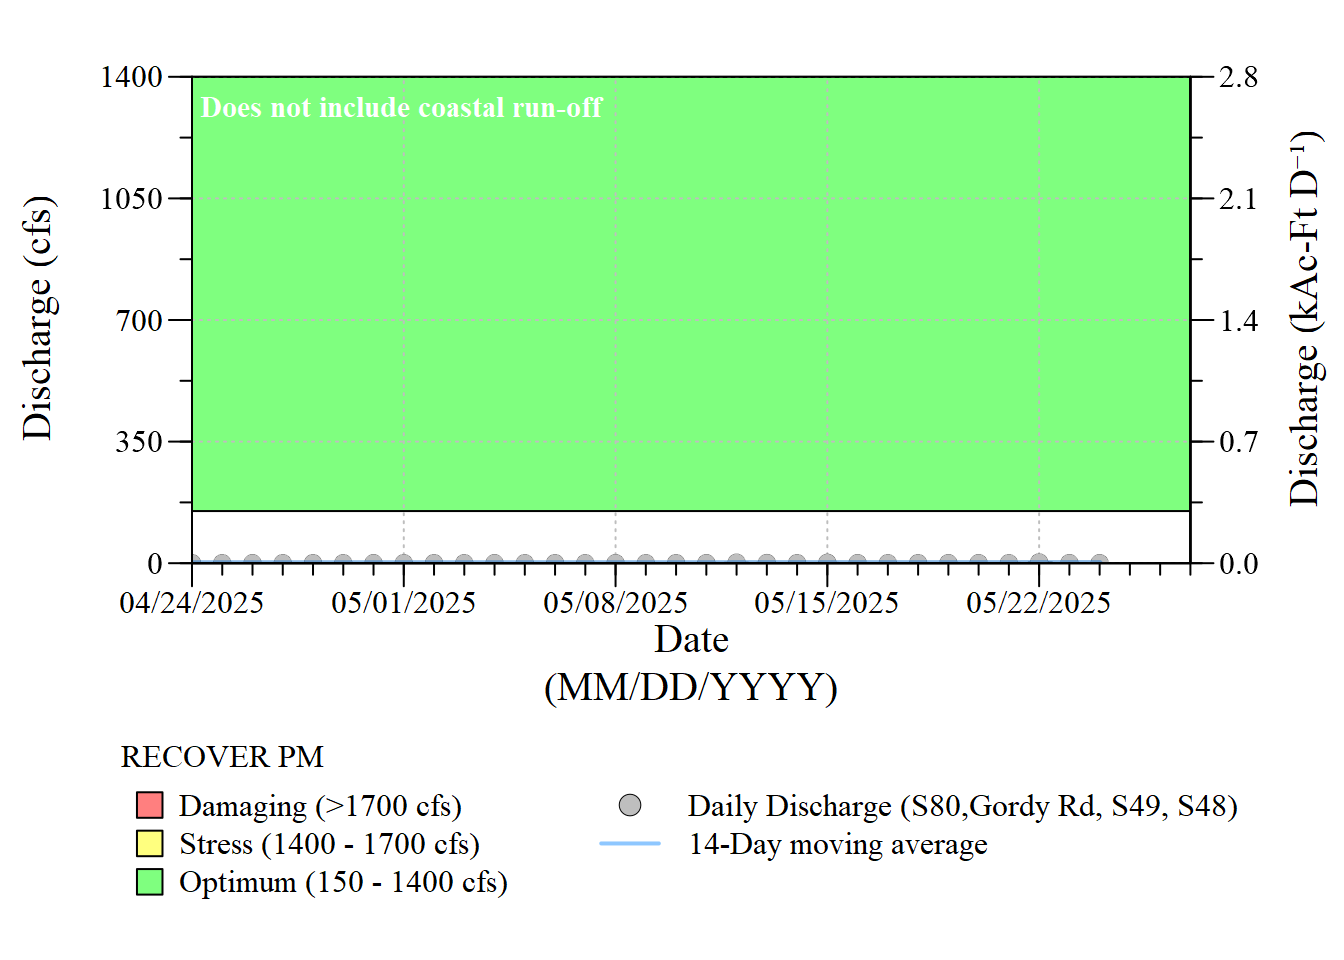 Does not include coastal run-off
Discharge (cfs)
1400
1050
700
350
0
2.8
2.1
1.4
0.7
0.0
Discharge (kAc-Ft D⁻¹)
04/24/2025 05/01/2025 05/08/2025 05/15/2025 05/22/2025
Date
(MM/DD/YYYY)
RECOVER PM
Damaging (>1700 cfs)
Stress (1400 - 1700 cfs)
Optimum (150 - 1400 cfs)
Daily Discharge (S80,Gordy Rd, S49, S48)
14-Day moving average